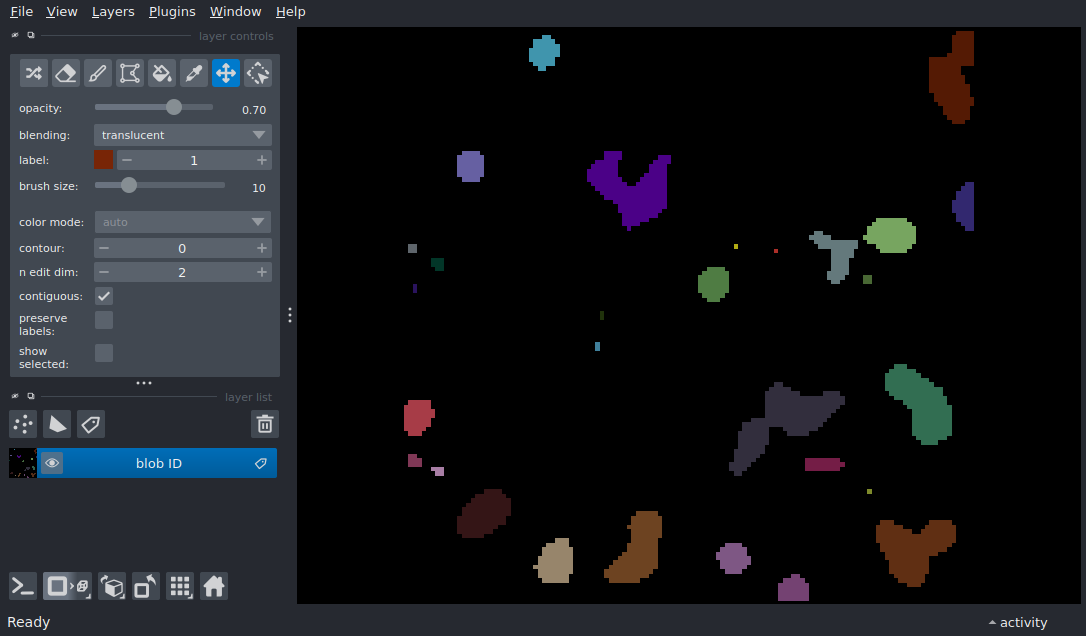 File View Layers Plugins Window Help
layer controls
opacity: 0.70
blending: translucent
label: 1
brush size: 10
color mode: auto
contour: 0
n edit dim: 2
contiguous:
preserve
labels:
show
selected:
layer list
blob ID
Ready
activity